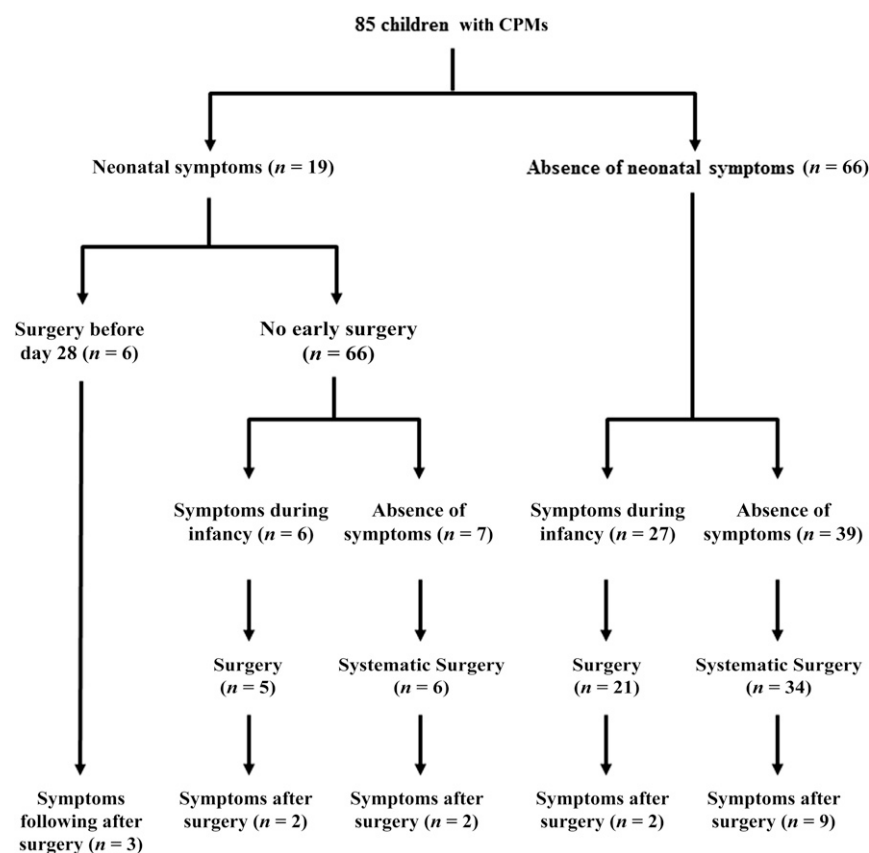 85 children with CPMs
Neonatal symptoms (n = 19)
Absence of neonatal symptoms (n = 66)
Surgery before
day 28 (n = 6)
No early surgery
(n = 66)
Symptoms during
infancy (n = 6)
Absence of
symptoms (n = 7)
Symptoms during
infancy (n = 27)
Absence of
symptoms (n = 39)
Surgery
(n = 5)
Systematic Surgery
(n = 6)
Surgery
(n = 21)
Systematic Surgery
(n = 34)
Symptoms
following after
surgery (n = 3)
Symptoms after
surgery (n = 2)
Symptoms after
surgery (n = 2)
Symptoms after
surgery (n = 2)
Symptoms after
surgery (n = 9)